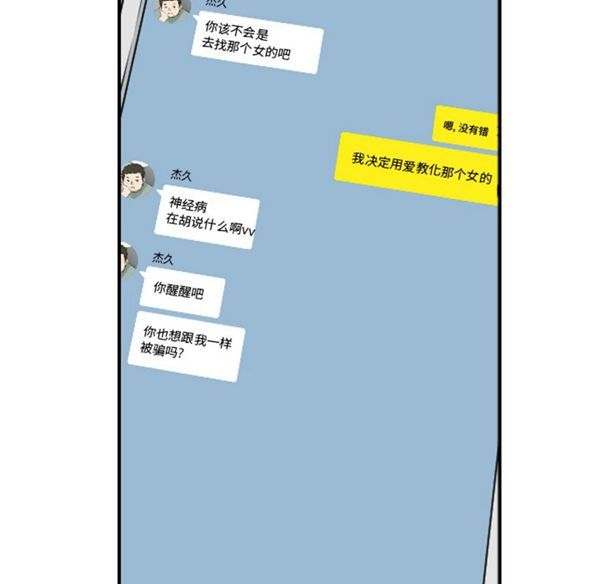 杰久
你该不会是
去找那个女的吧
嗯,没有错
我决定用爱教化那个女的
杰久
神经病
在胡说什么啊vv
杰久
你醒醒吧
你也想跟我一样
被骗吗?